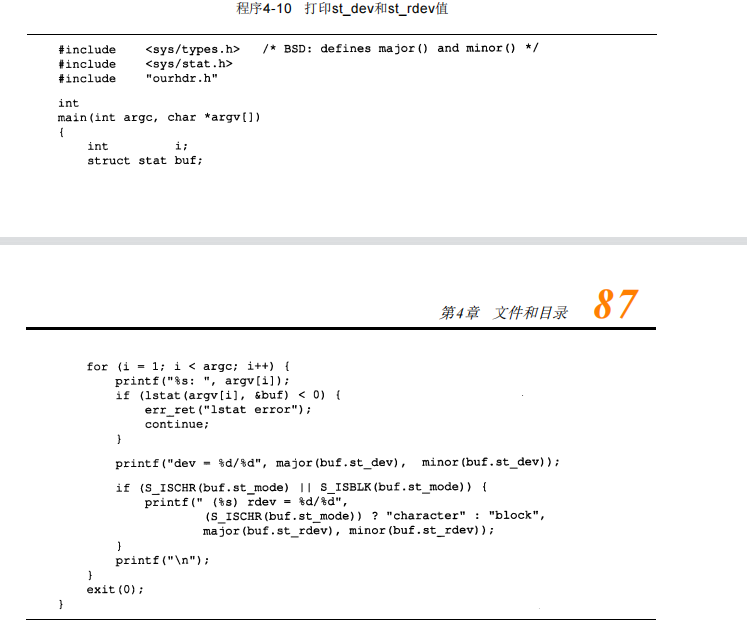 程序4-10 打印st_dev和st_rdev值
#include <sys/types.h> /* BSD: defines major() and minor() */
#include <sys/stat.h>
#include "ourhdr.h"
int
main(int argc, char *argv[])
{
int i;
struct stat buf;
第4章 文件和目录 87
for (i = 1; i < argc; i++) {
printf("%s: ", argv[i]);
if (lstat(argv[i], &buf) < 0) {
err_ret("lstat error");
continue;
}
printf("dev = %d/%d", major(buf.st_dev), minor(buf.st_dev));
if (S_ISCHR(buf.st_mode) || S_ISBLK(buf.st_mode)) {
printf(" (%s) rdev = %d/%d",
(S_ISCHR(buf.st_mode)) ? "character" : "block",
major(buf.st_rdev), minor(buf.st_rdev));
}
printf("\n");
}
exit(0);
}